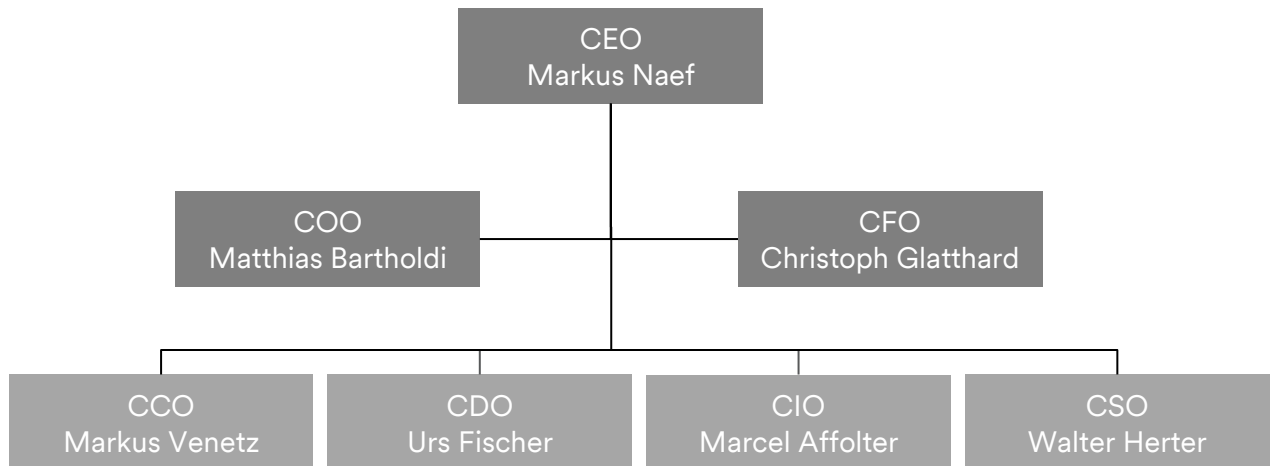 CEO
Markus Naef
COO
Matthias Bartholdi
CFO
Christoph Glatthard
CCO
Markus Venetz
CDO
Urs Fischer
CIO
Marcel Affolter
CSO
Walter Herter